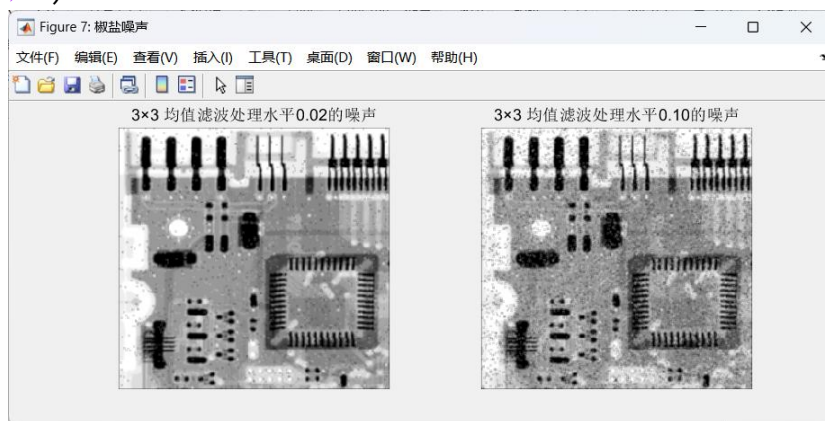 Figure 7: 椒盐噪声
文件(F) 编辑(E) 查看(V) 插入(I) 工具(T) 桌面(D) 窗口(W) 帮助(H)
3×3 均值滤波处理水平0.02的噪声
3×3 均值滤波处理水平0.10的噪声